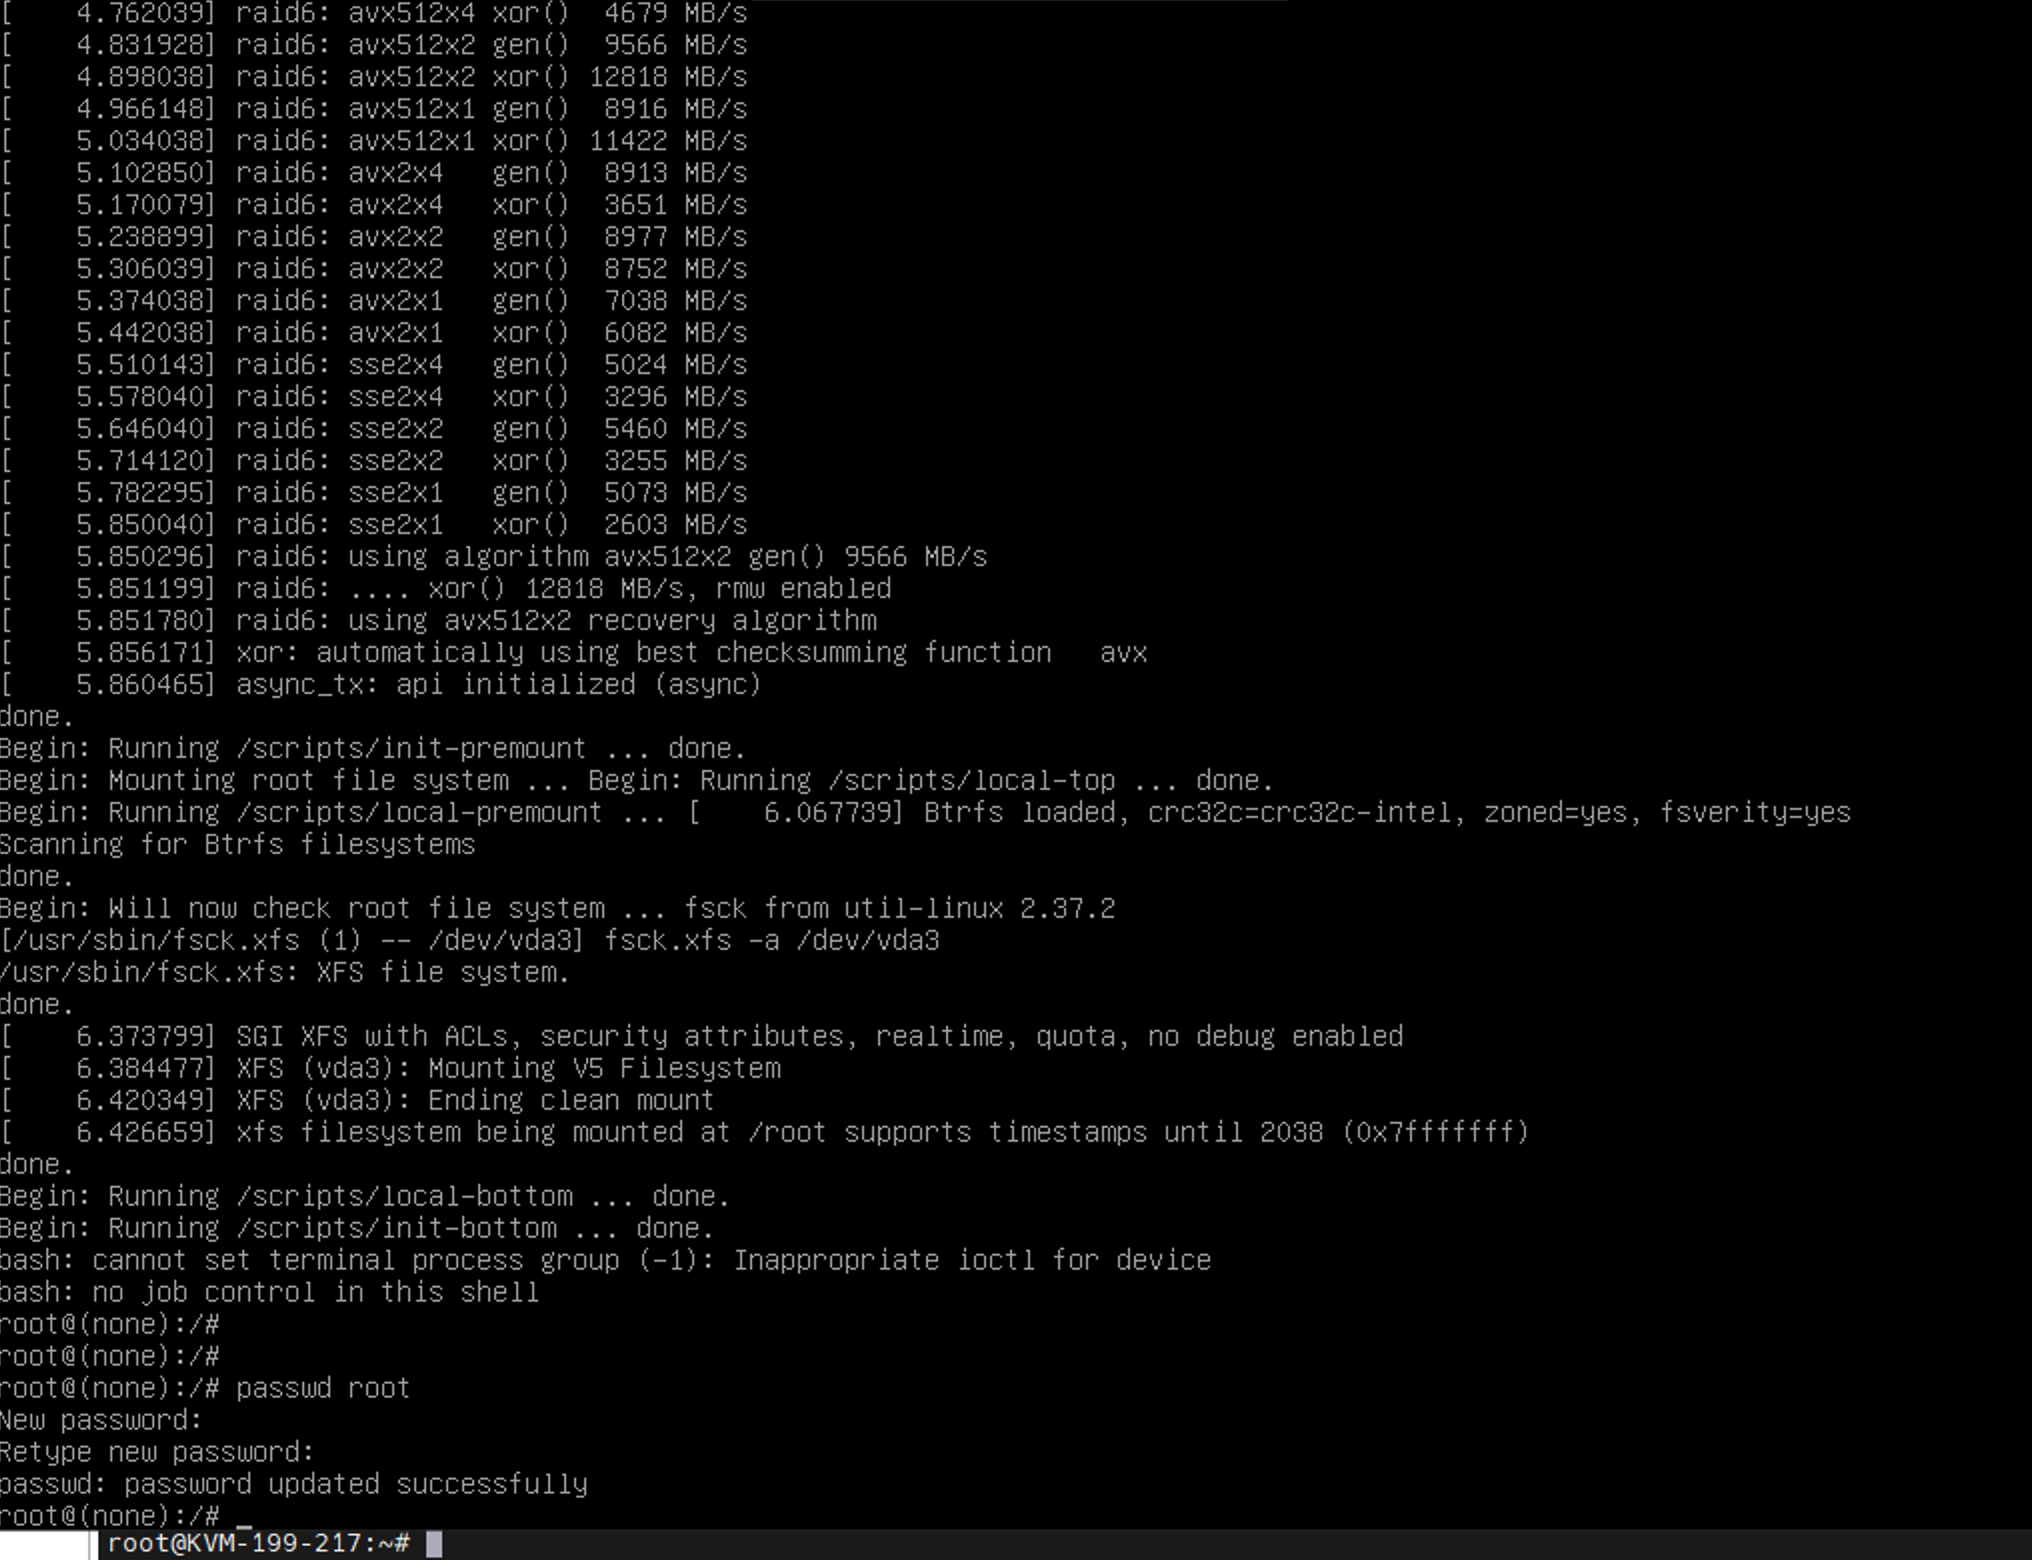 [    4.762039] raid6: avx512x4 xor()  4679 MB/s
[    4.831928] raid6: avx512x2 gen()  9566 MB/s
[    4.898038] raid6: avx512x2 xor() 12818 MB/s
[    4.966148] raid6: avx512x1 gen()  8916 MB/s
[    5.034038] raid6: avx512x1 xor() 11422 MB/s
[    5.102850] raid6: avx2x4   gen()  8913 MB/s
[    5.170079] raid6: avx2x4   xor()  3651 MB/s
[    5.238899] raid6: avx2x2   gen()  8977 MB/s
[    5.306039] raid6: avx2x2   xor()  8752 MB/s
[    5.374038] raid6: avx2x1   gen()  7038 MB/s
[    5.442038] raid6: avx2x1   xor()  6082 MB/s
[    5.510143] raid6: sse2x4   gen()  5024 MB/s
[    5.578040] raid6: sse2x4   xor()  3296 MB/s
[    5.646040] raid6: sse2x2   gen()  5460 MB/s
[    5.714120] raid6: sse2x2   xor()  3255 MB/s
[    5.782295] raid6: sse2x1   gen()  5073 MB/s
[    5.850040] raid6: sse2x1   xor()  2603 MB/s
[    5.850296] raid6: using algorithm avx512x2 gen() 9566 MB/s
[    5.851199] raid6: .... xor() 12818 MB/s, rmw enabled
[    5.851780] raid6: using avx512x2 recovery algorithm
[    5.856171] xor: automatically using best checksumming function   avx
[    5.860465] async_tx: api initialized (async)
done.
Begin: Running /scripts/init-premount ... done.
Begin: Mounting root file system ... Begin: Running /scripts/local-top ... done.
Begin: Running /scripts/local-premount ... [    6.067739] Btrfs loaded, crc32c=crc32c-intel, zoned=yes, fsverity=yes
Scanning for Btrfs filesystems
done.
Begin: Will now check root file system ... fsck from util-linux 2.37.2
[/usr/sbin/fsck.xfs (1) -- /dev/vda3] fsck.xfs -a /dev/vda3
/usr/sbin/fsck.xfs: XFS file system.
done.
[    6.373799] SGI XFS with ACLs, security attributes, realtime, quota, no debug enabled
[    6.384477] XFS (vda3): Mounting V5 Filesystem
[    6.420349] XFS (vda3): Ending clean mount
[    6.426659] xfs filesystem being mounted at /root supports timestamps until 2038 (0x7fffffff)
done.
Begin: Running /scripts/local-bottom ... done.
Begin: Running /scripts/init-bottom ... done.
bash: cannot set terminal process group (-1): Inappropriate ioctl for device
bash: no job control in this shell
root@(none):/#
root@(none):/#
root@(none):/# passwd root
New password:
Retype new password:
passwd: password updated successfully
root@(none):/# _
root@KVM-199-217:~#